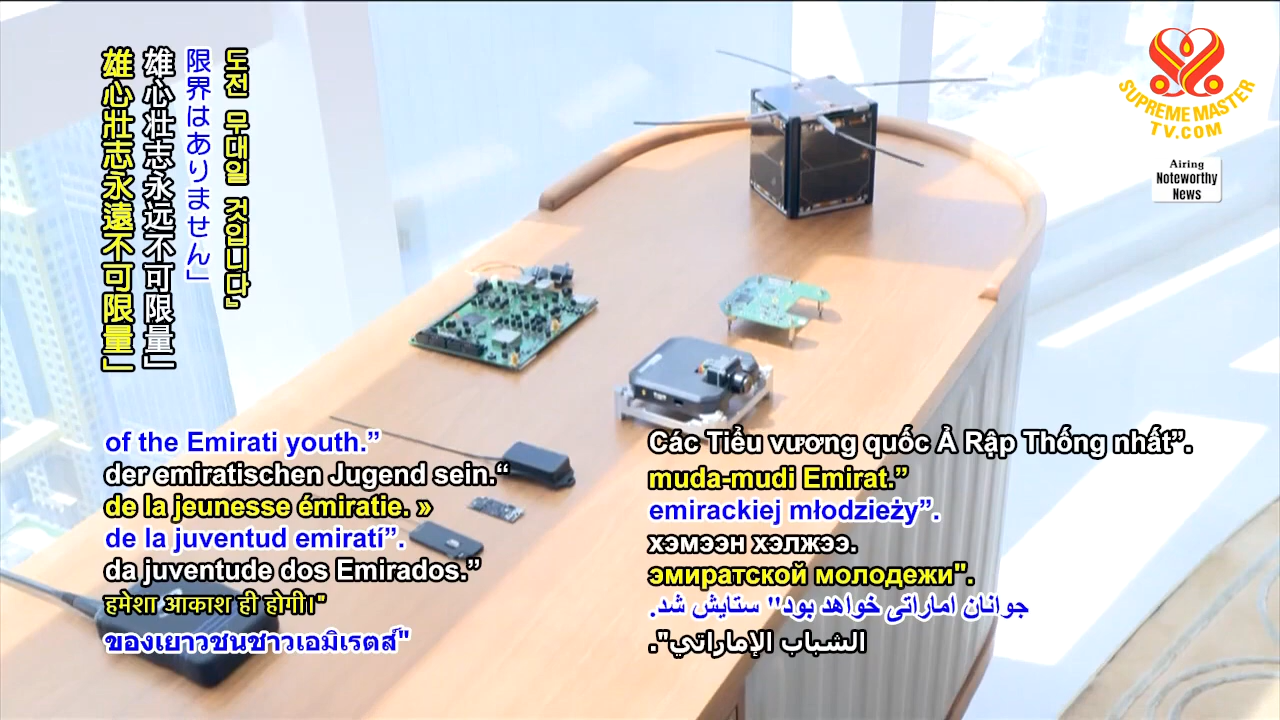 도전 무대일 것입니다』
限界はありません」
雄心壮志永远不可限量」
雄心壯志永遠不可限量」
SUPREME MASTER
TV.COM
Airing
Noteworthy
News
of the Emirati youth.”
der emiratischen Jugend sein.“
de la jeunesse émiratie. »
de la juventud emiratí”.
da juventude dos Emirados.”
हमेशा आकाश ही होगी।"
ของเยาวชนชาวเอมิเรตส์"
Các Tiểu vương quốc Ả Rập Thống nhất”.
muda-mudi Emirat.”
emirackiej młodzieży”.
хэмээн хэлжээ.
эмиратской молодежи".
جوانان اماراتی خواهد بود" ستایش شد.
الشباب الإماراتي".